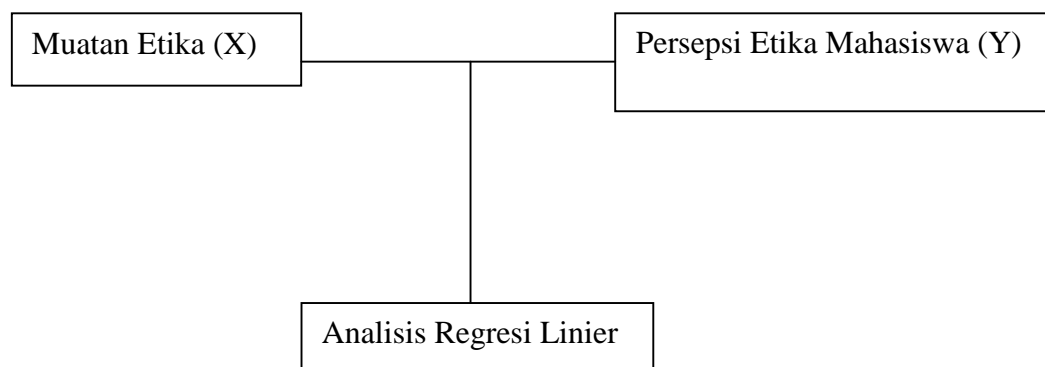 Muatan Etika (X)
Persepsi Etika Mahasiswa (Y)
Analisis Regresi Linier